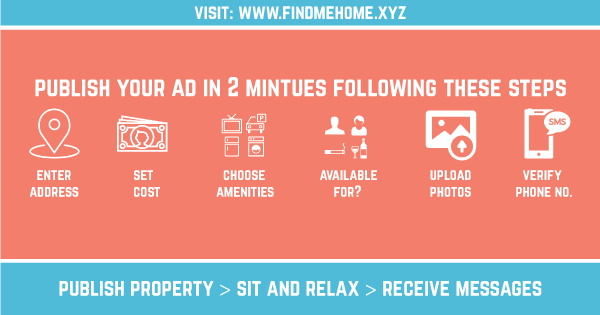 VISIT: WWW.FINDMEHOME.XYZ
PUBLISH YOUR AD IN 2 MINTUES FOLLOWING THESE STEPS
P
SMS
ENTER ADDRESS
SET COST
CHOOSE AMENITIES
AVAILABLE FOR?
UPLOAD PHOTOS
VERIFY PHONE NO.
PUBLISH PROPERTY > SIT AND RELAX > RECEIVE MESSAGES